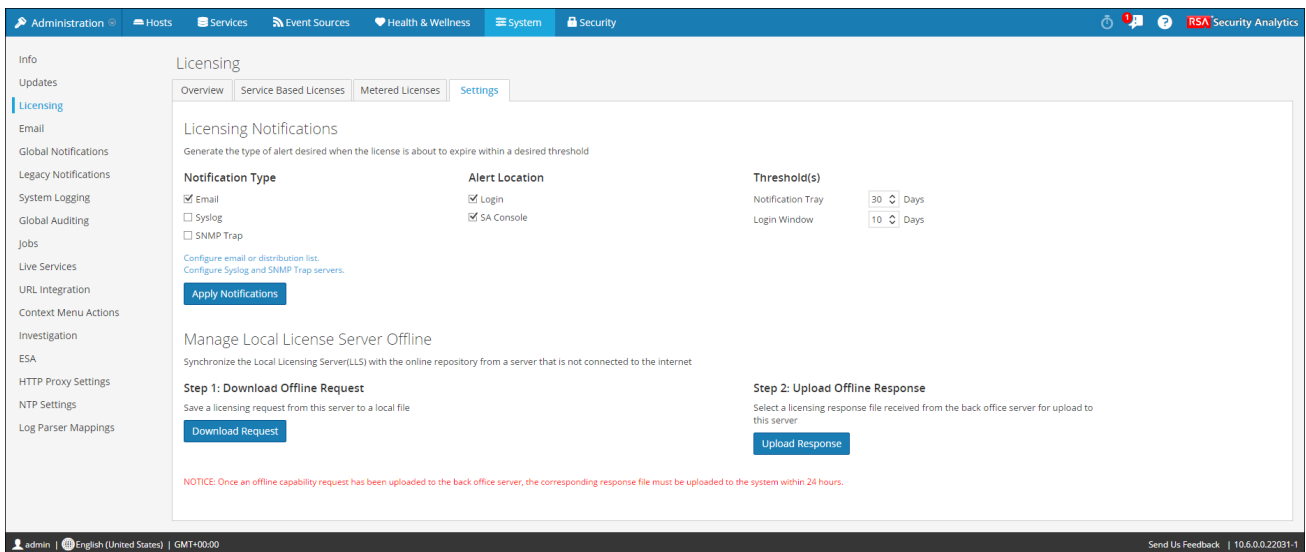 Administration Hosts Services Event Sources Health & Wellness System Security 1 ? RSA Security Analytics
Info
Updates
Licensing
Email
Global Notifications
Legacy Notifications
System Logging
Global Auditing
Jobs
Live Services
URL Integration
Context Menu Actions
Investigation
ESA
HTTP Proxy Settings
NTP Settings
Log Parser Mappings
Licensing
Overview Service Based Licenses Metered Licenses Settings
Licensing Notifications
Generate the type of alert desired when the license is about to expire within a desired threshold
Notification Type Alert Location Threshold(s)
Email Login Notification Tray 30 Days
Syslog SA Console Login Window 10 Days
SNMP Trap
Configure email or distribution list.
Configure Syslog and SNMP Trap servers.
Apply Notifications
Manage Local License Server Offline
Synchronize the Local Licensing Server(LLS) with the online repository from a server that is not connected to the internet
Step 1: Download Offline Request
Save a licensing request from this server to a local file
Download Request
Step 2: Upload Offline Response
Select a licensing response file received from the back office server for upload to
this server
Upload Response
NOTICE: Once an offline capability request has been uploaded to the back office server, the corresponding response file must be uploaded to the system within 24 hours.
admin | English (United States) | GMT+00:00 Send Us Feedback | 10.6.0.0.22031-1